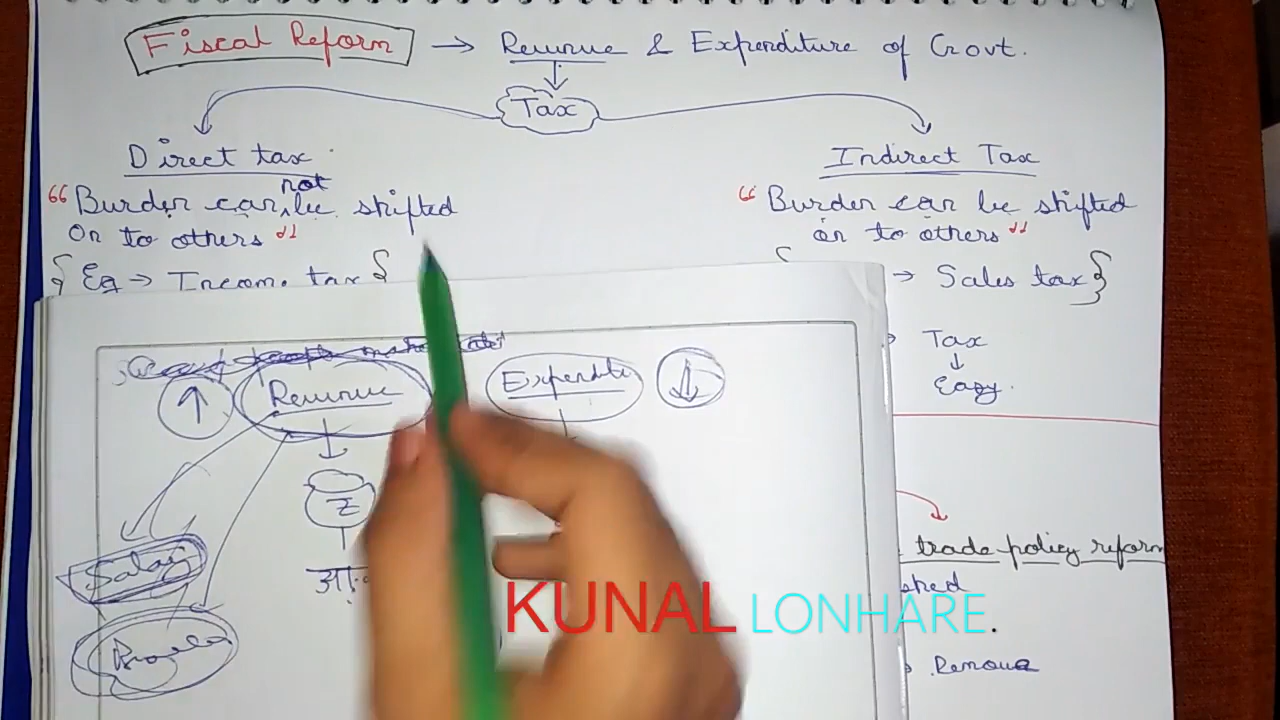 Fiscal Reform → Revenue & Expenditure of Govt.
Tax
Direct tax
"Burden can not be shifted
on to others"
{ Eg → Income tax }
Indirect Tax
"Burden can be shifted
on to others"
{ → Sales tax }
→ Tax
↓
Easy.
↑ Revenue
Expendite ↓
Salary
trade policy reform
Remove
KUNAL LONHARE.